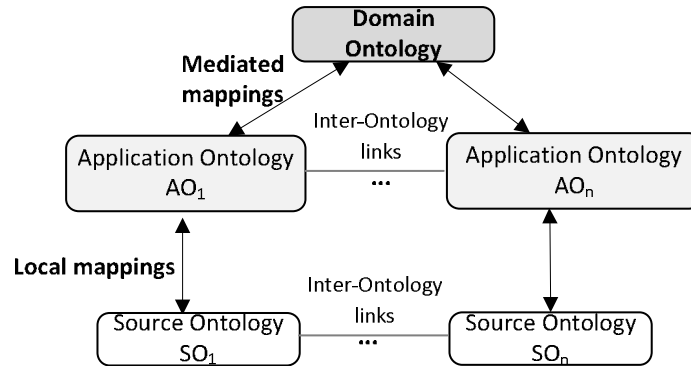 Domain
Ontology
Mediated
mappings
Inter-Ontology
links
...
Application Ontology
AO₁
Application Ontology
AOₙ
Local mappings
Inter-Ontology
links
...
Source Ontology
SO₁
Source Ontology
SOₙ